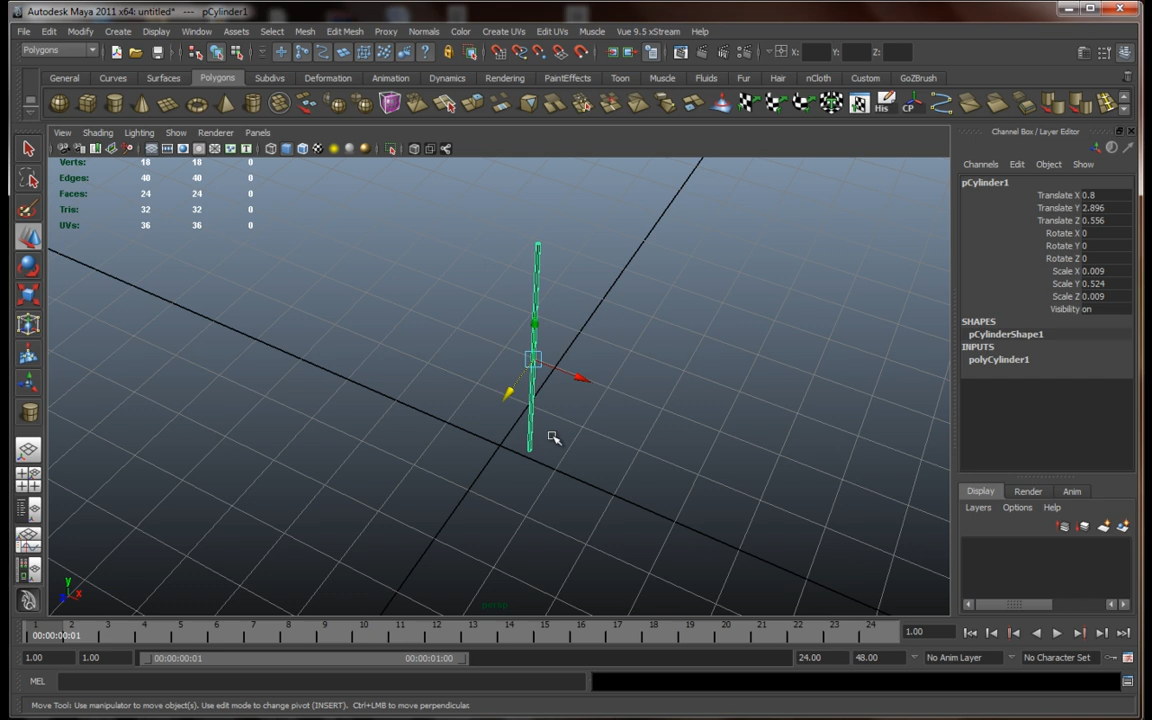 Autodesk Maya 2011 x64: untitled* --- pCylinder1
File Edit Modify Create Display Window Assets Select Mesh Edit Mesh Proxy Normals Color Create UVs Edit UVs Muscle Vue 9.5 xStream Help
Polygons X: Y: Z:
General Curves Surfaces Polygons Subdivs Deformation Animation Dynamics Rendering PaintEffects Toon Muscle Fluids Fur Hair nCloth Custom GoZBrush
His CP
View Shading Lighting Show Renderer Panels
Verts: 18 18 0
Edges: 40 40 0
Faces: 24 24 0
Tris: 32 32 0
UVs: 36 36 0
y
z x
persp
Channel Box / Layer Editor
Channels Edit Object Show
pCylinder1
Translate X 0.8
Translate Y 2.896
Translate Z 0.556
Rotate X 0
Rotate Y 0
Rotate Z 0
Scale X 0.009
Scale Y 0.524
Scale Z 0.009
Visibility on
SHAPES
pCylinderShape1
INPUTS
polyCylinder1
Display Render Anim
Layers Options Help
1 2 3 4 5 6 7 8 9 10 11 12 13 14 15 16 17 18 19 20 21 22 23 24
00:00:00:01 1.00
1.00 1.00 00:00:00:01 00:00:01:00 24.00 48.00 No Anim Layer No Character Set
MEL
Move Tool: Use manipulator to move object(s). Use edit mode to change pivot (INSERT). Ctrl+LMB to move perpendicular